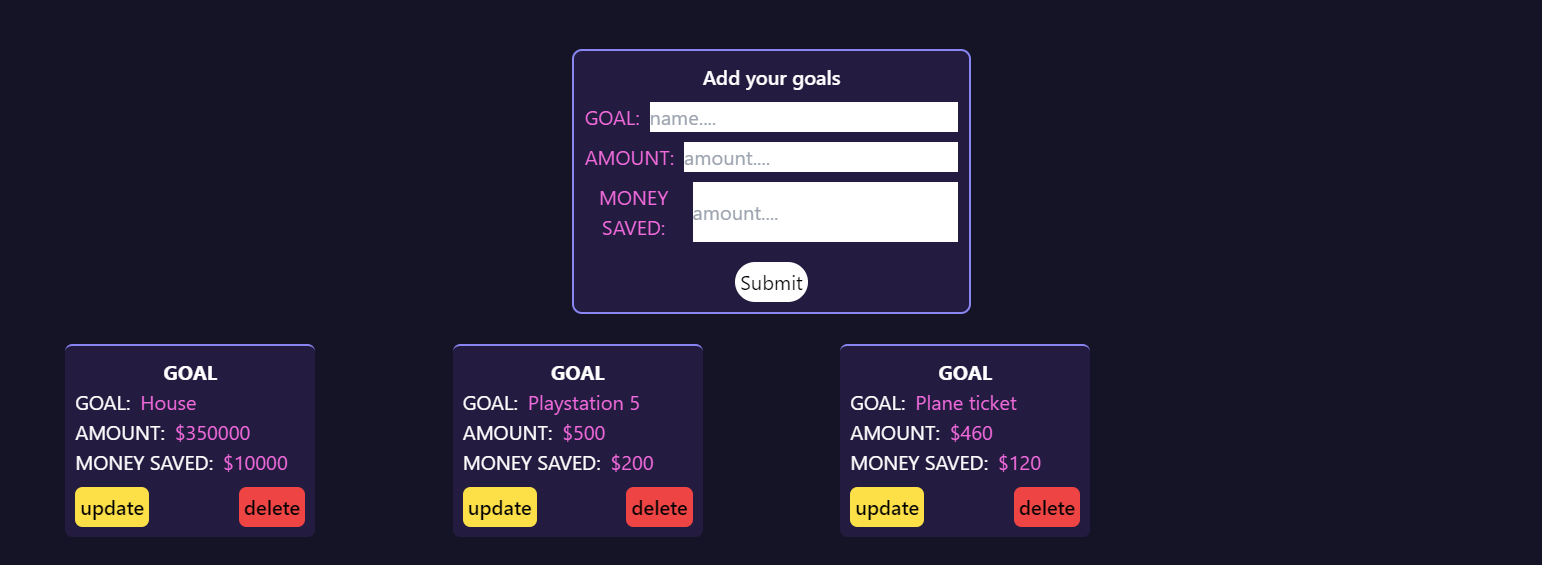 Add your goals
GOAL: name....
AMOUNT: amount....
MONEY
SAVED:
amount....
Submit
GOAL
GOAL: House
AMOUNT: $350000
MONEY SAVED: $10000
update delete
GOAL
GOAL: Playstation 5
AMOUNT: $500
MONEY SAVED: $200
update delete
GOAL
GOAL: Plane ticket
AMOUNT: $460
MONEY SAVED: $120
update delete